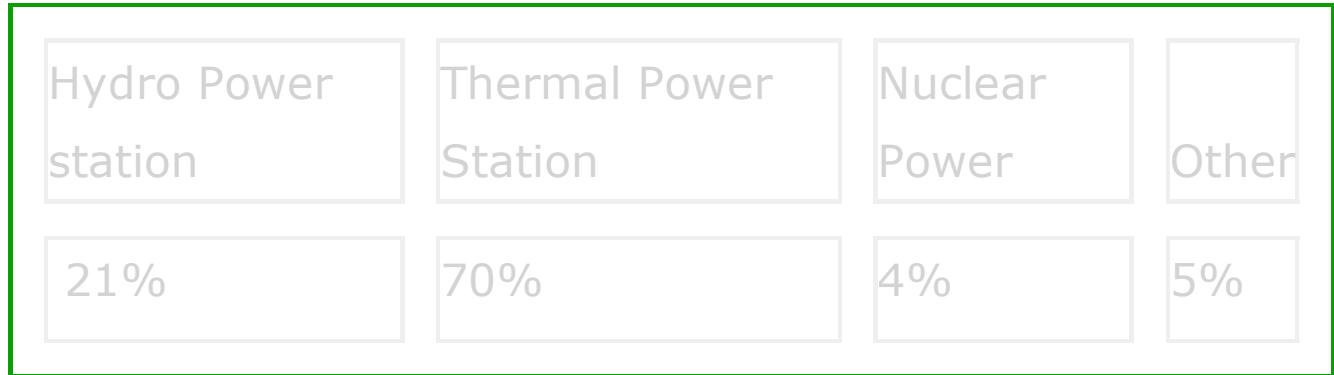 Hydro Power
station
Thermal Power
Station
Nuclear
Power
Other
21%
70%
4%
5%